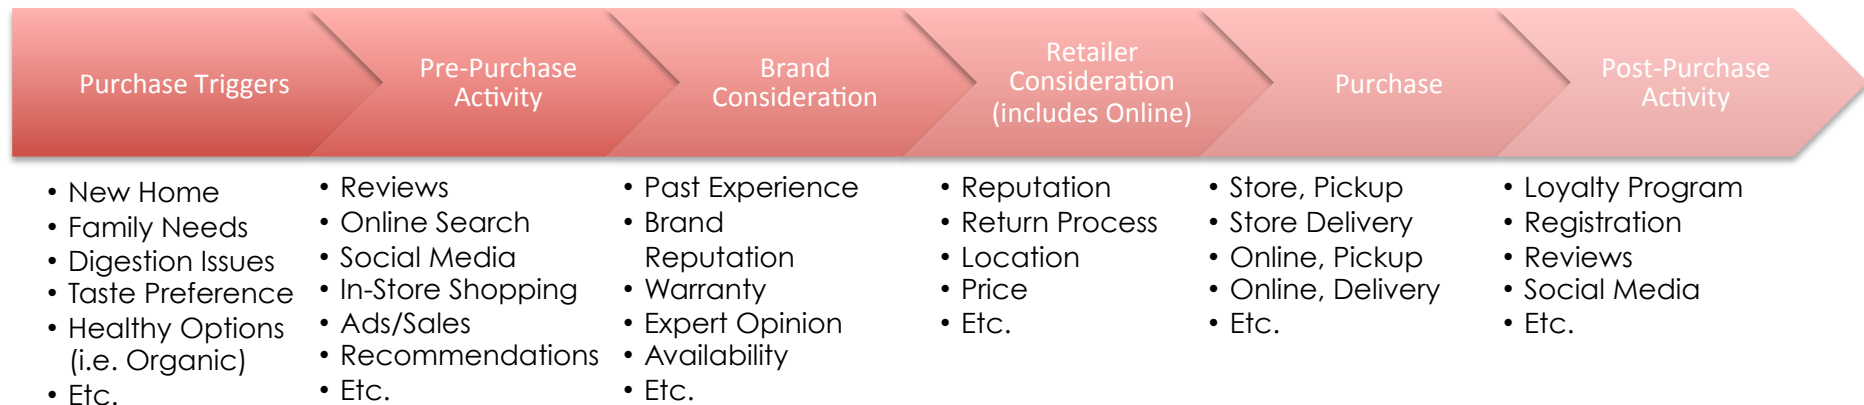 Purchase Triggers
Pre-Purchase
Activity
Brand
Consideration
Retailer
Consideration
(includes Online)
Purchase
Post-Purchase
Activity
• New Home
• Family Needs
• Digestion Issues
• Taste Preference
• Healthy Options
(i.e. Organic)
• Etc.
• Reviews
• Online Search
• Social Media
• In-Store Shopping
• Ads/Sales
• Recommendations
• Etc.
• Past Experience
• Brand
Reputation
• Warranty
• Expert Opinion
• Availability
• Etc.
• Reputation
• Return Process
• Location
• Price
• Etc.
• Store, Pickup
• Store Delivery
• Online, Pickup
• Online, Delivery
• Etc.
• Loyalty Program
• Registration
• Reviews
• Social Media
• Etc.